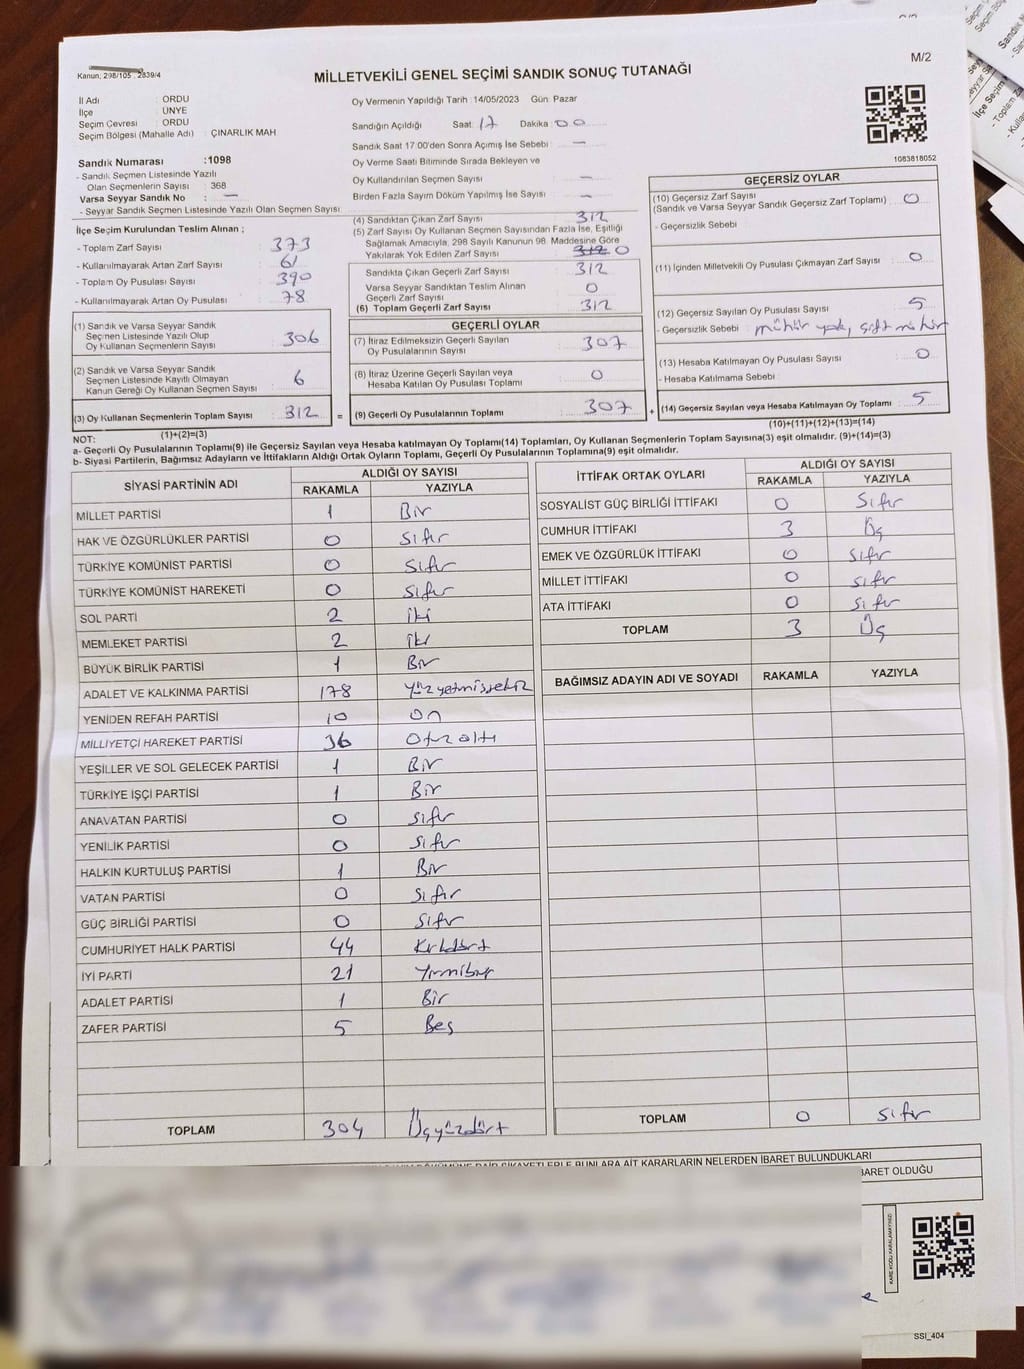 Kanun; 298/105 2839/4
M/2
MİLLETVEKİLİ GENEL SEÇİMİ SANDIK SONUÇ TUTANAĞI
İl Adı : ORDU
İlçe : ÜNYE
Seçim Çevresi : ORDU
Seçim Bölgesi (Mahalle Adı) : ÇINARLIK MAH
Sandık Numarası :1098
- Sandık Seçmen Listesinde Yazılı
Olan Seçmenlerin Sayısı : 368
Varsa Seyyar Sandık No : —
- Seyyar Sandık Seçmen Listesinde Yazılı Olan Seçmen Sayısı
Oy Vermenin Yapıldığı Tarih :14/05/2023 Gün: Pazar
Sandığın Açıldığı Saat: 17 Dakika: 00
Sandık Saat 17:00'den Sonra Açımış İse Sebebi : —
Oy Verme Saati Bitiminde Sırada Bekleyen ve
Oy Kullandırılan Seçmen Sayısı : —
Birden Fazla Sayım Döküm Yapılmış İse Sayısı : —
1083818052
İlçe Seçim Kurulundan Teslim Alınan ;
- Toplam Zarf Sayısı : 373
- Kullanılmayarak Artan Zarf Sayısı : 61
- Toplam Oy Pusulası Sayısı : 390
- Kullanılmayarak Artan Oy Pusulası : 78
(4) Sandıktan Çıkan Zarf Sayısı : 312
(5) Zarf Sayısı Oy Kullanan Seçmen Sayısından Fazla İse, Eşitliği
Sağlamak Amacıyla, 298 Sayılı Kanunun 98. Maddesine Göre
Yakılarak Yok Edilen Zarf Sayısı : 312 0
Sandıkta Çıkan Geçerli Zarf Sayısı : 312
Varsa Seyyar Sandıktan Teslim Alınan
Geçerli Zarf Sayısı : 0
(6) Toplam Geçerli Zarf Sayısı : 312
GEÇERSİZ OYLAR
(10) Geçersiz Zarf Sayısı : 0
(Sandık ve Varsa Seyyar Sandık Geçersiz Zarf Toplamı)
- Geçersizlik Sebebi :
(11) İçinden Milletvekili Oy Pusulası Çıkmayan Zarf Sayısı : 0
(12) Geçersiz Sayılan Oy Pusulası Sayısı : 5
- Geçersizlik Sebebi : mühür yok, çift mühür
(13) Hesaba Katılmayan Oy Pusulası Sayısı : 0
- Hesaba Katılmama Sebebi :
(14) Geçersiz Sayılan veya Hesaba Katılmayan Oy Toplamı : 5
(10)+(11)+(12)+(13)=(14)
(1) Sandık ve Varsa Seyyar Sandık
Seçmen Listesinde Yazılı Olup
Oy Kullanan Seçmenlerin Sayısı : 306
(2) Sandık ve Varsa Seyyar Sandık
Seçmen Listesinde Kayıtlı Olmayan
Kanun Gereği Oy Kullanan Seçmen Sayısı : 6
(3) Oy Kullanan Seçmenlerin Toplam Sayısı : 312 =
(1)+(2)=(3)
GEÇERLİ OYLAR
(7) İtiraz Edilmeksizin Geçerli Sayılan
Oy Pusulalarının Sayısı : 307
(8) İtiraz Üzerine Geçerli Sayılan veya
Hesaba Katılan Oy Pusulası Toplamı : 0
(9) Geçerli Oy Pusulalarının Toplamı : 307 +
NOT:
a- Geçerli Oy Pusulalarının Toplamı(9) ile Geçersiz Sayılan veya Hesaba katılmayan Oy Toplamı(14) Toplamları, Oy Kullanan Seçmenlerin Toplam Sayısına(3) eşit olmalıdır. (9)+(14)=(3)
b- Siyasi Partilerin, Bağımsız Adayların ve İttifakların Aldığı Ortak Oyların Toplamı, Geçerli Oy Pusulalarının Toplamına(9) eşit olmalıdır.
SİYASİ PARTİNİN ADI ALDIĞI OY SAYISI
RAKAMLA YAZIYLA
MİLLET PARTİSİ 1 Bir
HAK VE ÖZGÜRLÜKLER PARTİSİ 0 Sıfır
TÜRKİYE KOMÜNİST PARTİSİ 0 Sıfır
TÜRKİYE KOMÜNİST HAREKETİ 0 Sıfır
SOL PARTİ 2 İki
MEMLEKET PARTİSİ 2 İki
BÜYÜK BİRLİK PARTİSİ 1 Bir
ADALET VE KALKINMA PARTİSİ 178 Yüzyetmişsekiz
YENİDEN REFAH PARTİSİ 10 On
MİLLİYETÇİ HAREKET PARTİSİ 36 Otuzaltı
YEŞİLLER VE SOL GELECEK PARTİSİ 1 Bir
TÜRKİYE İŞÇİ PARTİSİ 1 Bir
ANAVATAN PARTİSİ 0 Sıfır
YENİLİK PARTİSİ 0 Sıfır
HALKIN KURTULUŞ PARTİSİ 1 Bir
VATAN PARTİSİ 0 Sıfır
GÜÇ BİRLİĞİ PARTİSİ 0 Sıfır
CUMHURİYET HALK PARTİSİ 44 Kırkdört
İYİ PARTİ 21 Yirmibir
ADALET PARTİSİ 1 Bir
ZAFER PARTİSİ 5 Beş
TOPLAM 304 Üçyüzdört
İTTİFAK ORTAK OYLARI ALDIĞI OY SAYISI
RAKAMLA YAZIYLA
SOSYALİST GÜÇ BİRLİĞİ İTTİFAKI 0 Sıfır
CUMHUR İTTİFAKI 3 Üç
EMEK VE ÖZGÜRLÜK İTTİFAKI 0 Sıfır
MİLLET İTTİFAKI 0 Sıfır
ATA İTTİFAKI 0 Sıfır
TOPLAM 3 Üç
BAĞIMSIZ ADAYIN ADI VE SOYADI RAKAMLA YAZIYLA
TOPLAM 0 Sıfır
ŞİKAYETLERLE BUNLARA AİT KARARLARIN NELERDEN İBARET BULUNDUKLARI
BARET OLDUĞU
KARE KODU KARALAMAYINIZ
SSI_404